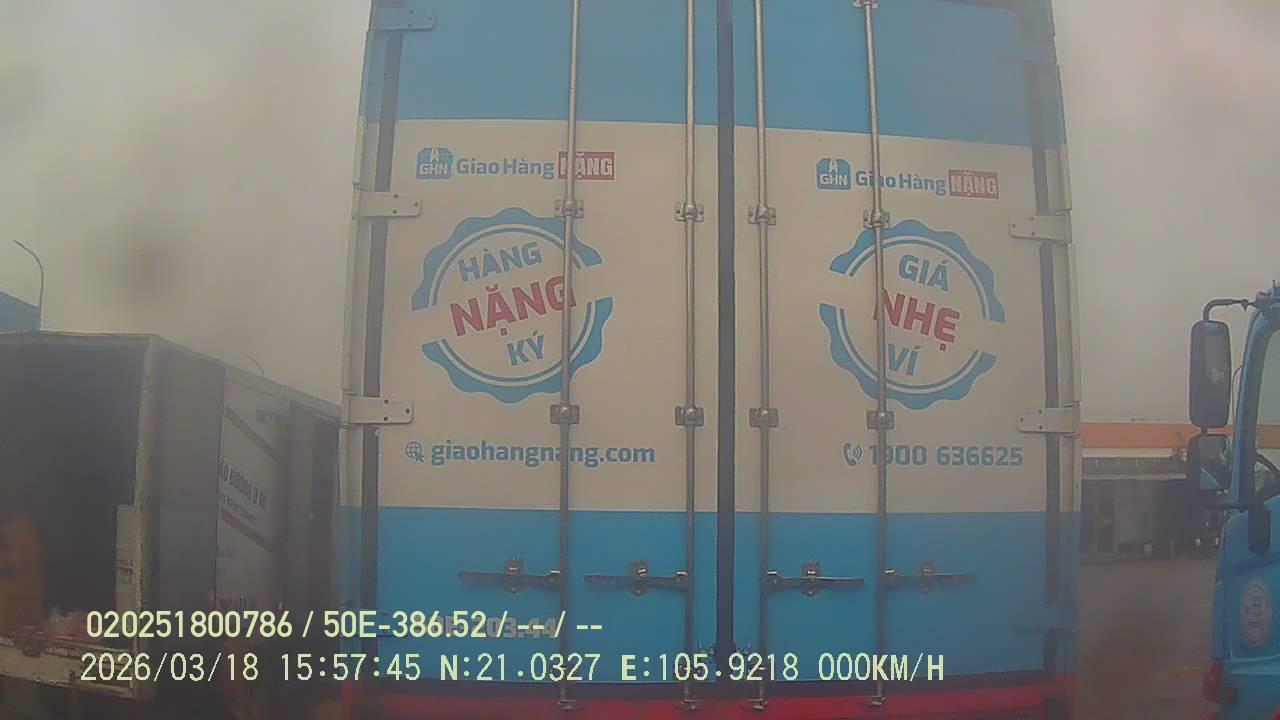 GHN Giao Hàng NẶNG
HÀNG
NẶNG
KÝ
giaohangnang.com
GHN Giao Hàng NẶNG
GIÁ
NHẸ
VÍ
1900 636625
020251800786 / 50E-386.52 / -- / --
2026/03/18 15:57:45 N:21.0327 E:105.9218 000KM/H